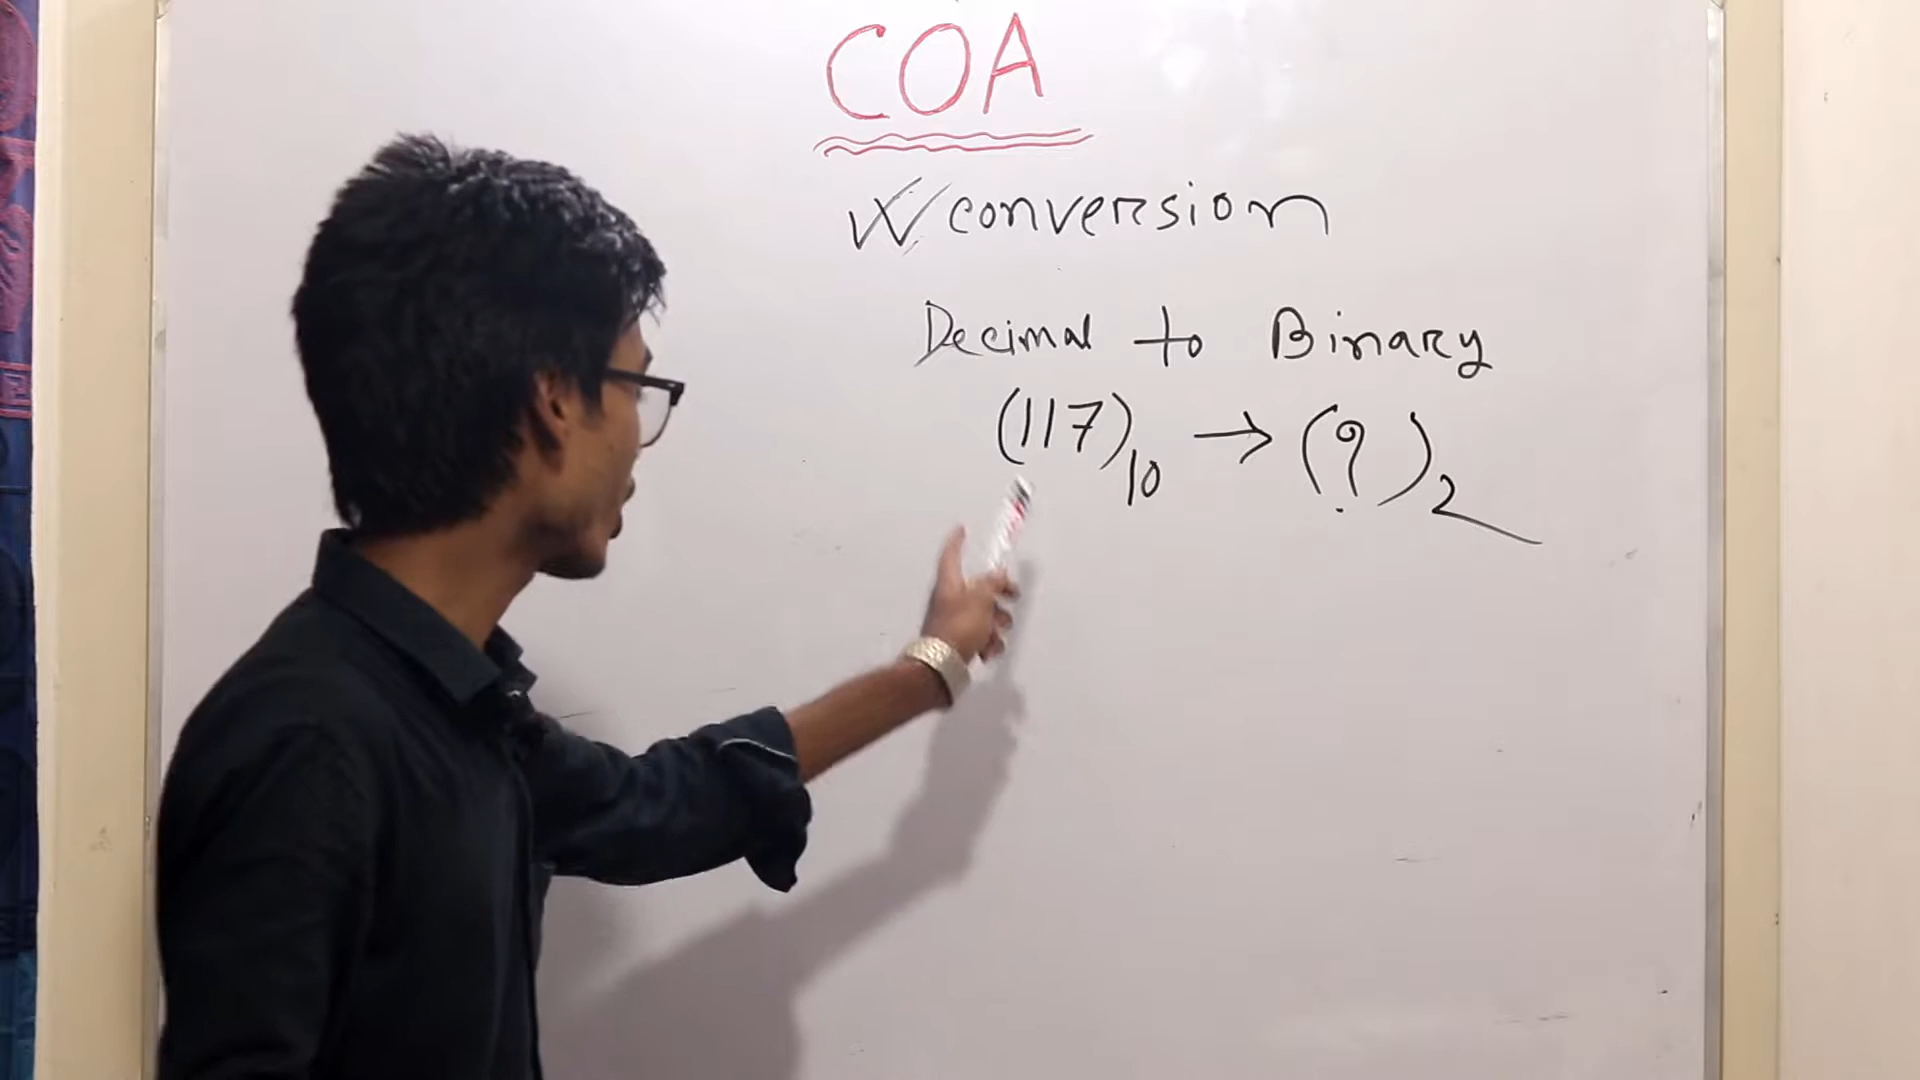 COA
conversion
Decimal to Binary
(117)10 → (?)2